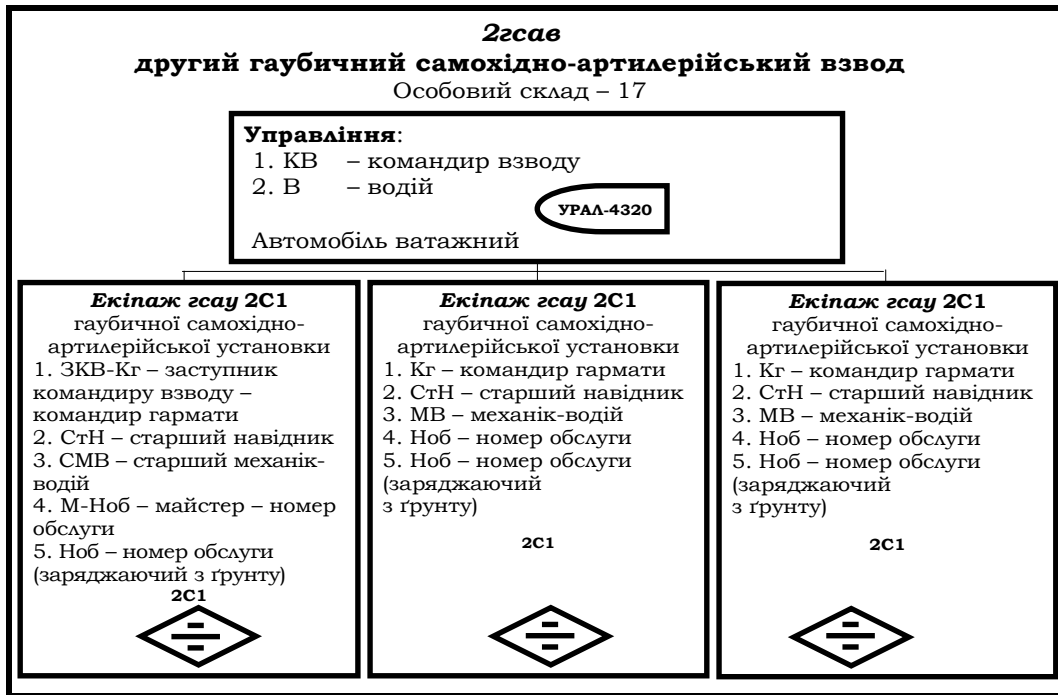 2гсав
другий гаубичний самохідно-артилерійський взвод
Особовий склад – 17
Управління:
1. КВ – командир взводу
2. В – водій
УРАЛ-4320
Автомобіль ватажний
Екіпаж гсау 2С1
гаубичної самохідно-
артилерійської установки
1. ЗКВ-Кг – заступник
командиру взводу –
командир гармати
2. СтН – старший навідник
3. СМВ – старший механік-
водій
4. М-Ноб – майстер – номер
обслуги
5. Ноб – номер обслуги
(заряджаючий з ґрунту)
2С1
Екіпаж гсау 2С1
гаубичної самохідно-
артилерійської установки
1. Кг – командир гармати
2. СтН – старший навідник
3. МВ – механік-водій
4. Ноб – номер обслуги
5. Ноб – номер обслуги
(заряджаючий
з ґрунту)
2С1
Екіпаж гсау 2С1
гаубичної самохідно-
артилерійської установки
1. Кг – командир гармати
2. СтН – старший навідник
3. МВ – механік-водій
4. Ноб – номер обслуги
5. Ноб – номер обслуги
(заряджаючий
з ґрунту)
2С1